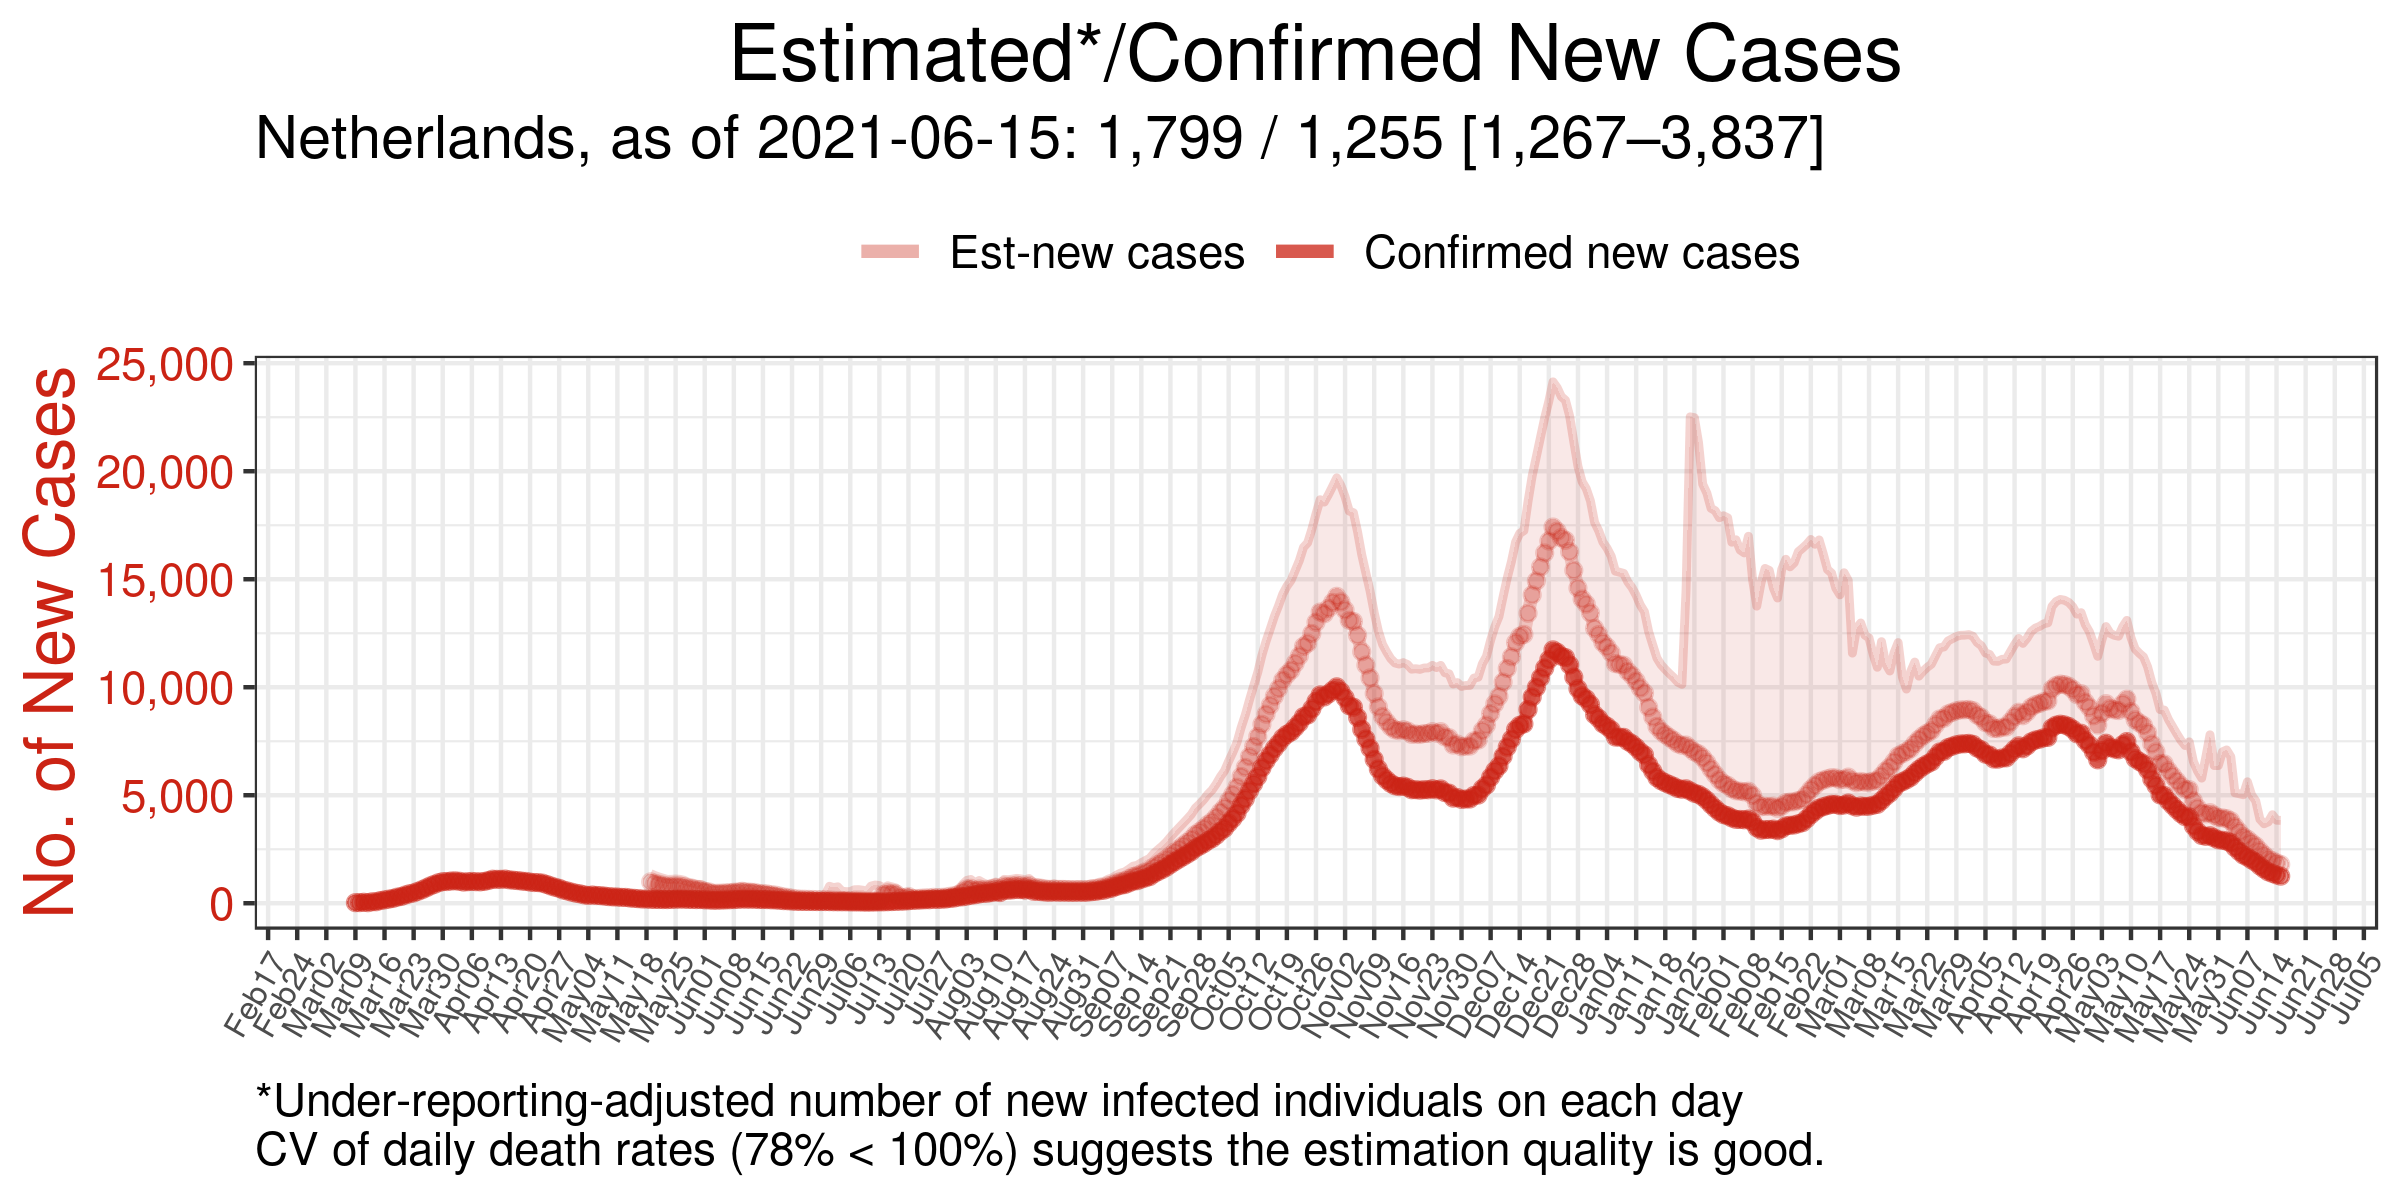 Estimated*/Confirmed New Cases
Netherlands, as of 2021-06-15: 1,799 / 1,255 [1,267–3,837]
Est-new cases
Confirmed new cases
No. of New Cases
25,000
20,000
15,000
10,000
5,000
0
Feb17
Feb24
Mar02
Mar09
Mar16
Mar23
Mar30
Apr06
Apr13
Apr20
Apr27
May04
May11
May18
May25
Jun01
Jun08
Jun15
Jun22
Jun29
Jul06
Jul13
Jul20
Jul27
Aug03
Aug10
Aug17
Aug24
Aug31
Sep07
Sep14
Sep21
Sep28
Oct05
Oct12
Oct19
Oct26
Nov02
Nov09
Nov16
Nov23
Nov30
Dec07
Dec14
Dec21
Dec28
Jan04
Jan11
Jan18
Jan25
Feb01
Feb08
Feb15
Feb22
Mar01
Mar08
Mar15
Mar22
Mar29
Apr05
Apr12
Apr19
Apr26
May03
May10
May17
May24
May31
Jun07
Jun14
Jun21
Jun28
Jul05
*Under-reporting-adjusted number of new infected individuals on each day
CV of daily death rates (78% < 100%) suggests the estimation quality is good.